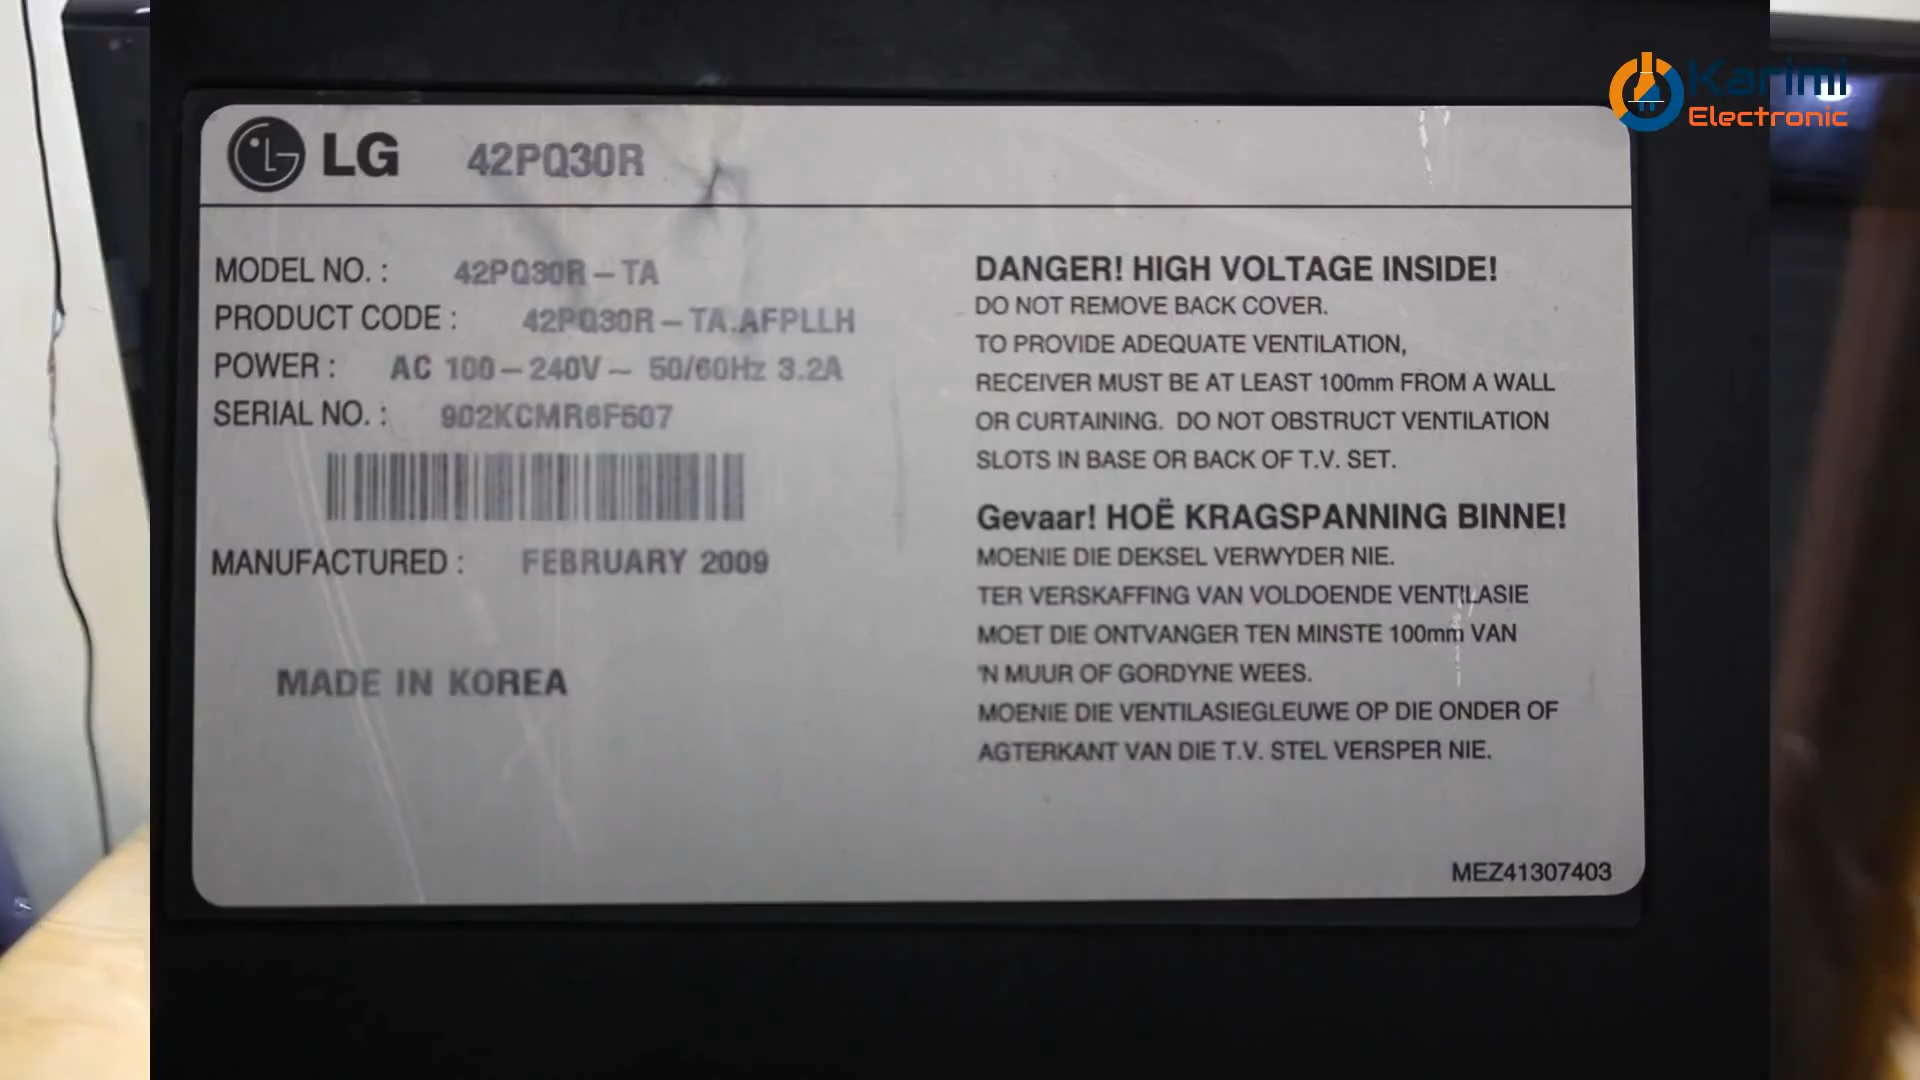 LG 42PQ30R
MODEL NO. : 42PQ30R – TA
PRODUCT CODE : 42PQ30R – TA.AFPLLH
POWER : AC 100 – 240V ~ 50/60Hz 3.2A
SERIAL NO. : 902KCMR6F507
MANUFACTURED : FEBRUARY 2009
MADE IN KOREA
DANGER! HIGH VOLTAGE INSIDE!
DO NOT REMOVE BACK COVER.
TO PROVIDE ADEQUATE VENTILATION,
RECEIVER MUST BE AT LEAST 100mm FROM A WALL
OR CURTAINING. DO NOT OBSTRUCT VENTILATION
SLOTS IN BASE OR BACK OF T.V. SET.
Gevaar! HOË KRAGSPANNING BINNE!
MOENIE DIE DEKSEL VERWYDER NIE.
TER VERSKAFFING VAN VOLDOENDE VENTILASIE
MOET DIE ONTVANGER TEN MINSTE 100mm VAN
'N MUUR OF GORDYNE WEES.
MOENIE DIE VENTILASIEGLEUWE OP DIE ONDER OF
AGTERKANT VAN DIE T.V. STEL VERSPER NIE.
MEZ41307403
Karimi
Electronic